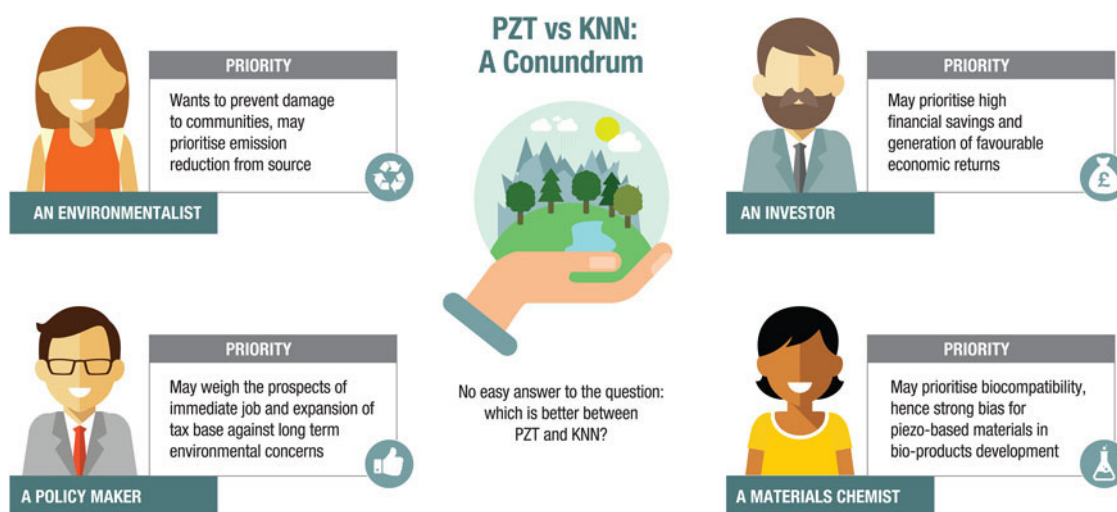 PZT vs KNN:
A Conundrum
PRIORITY
Wants to prevent damage
to communities, may
prioritise emission
reduction from source
AN ENVIRONMENTALIST
PRIORITY
May prioritise high
financial savings and
generation of favourable
economic returns
£
AN INVESTOR
PRIORITY
May weigh the prospects of
immediate job and expansion of
tax base against long term
environmental concerns
A POLICY MAKER
No easy answer to the question:
which is better between
PZT and KNN?
PRIORITY
May prioritise biocompatibility,
hence strong bias for
piezo-based materials in
bio-products development
A MATERIALS CHEMIST